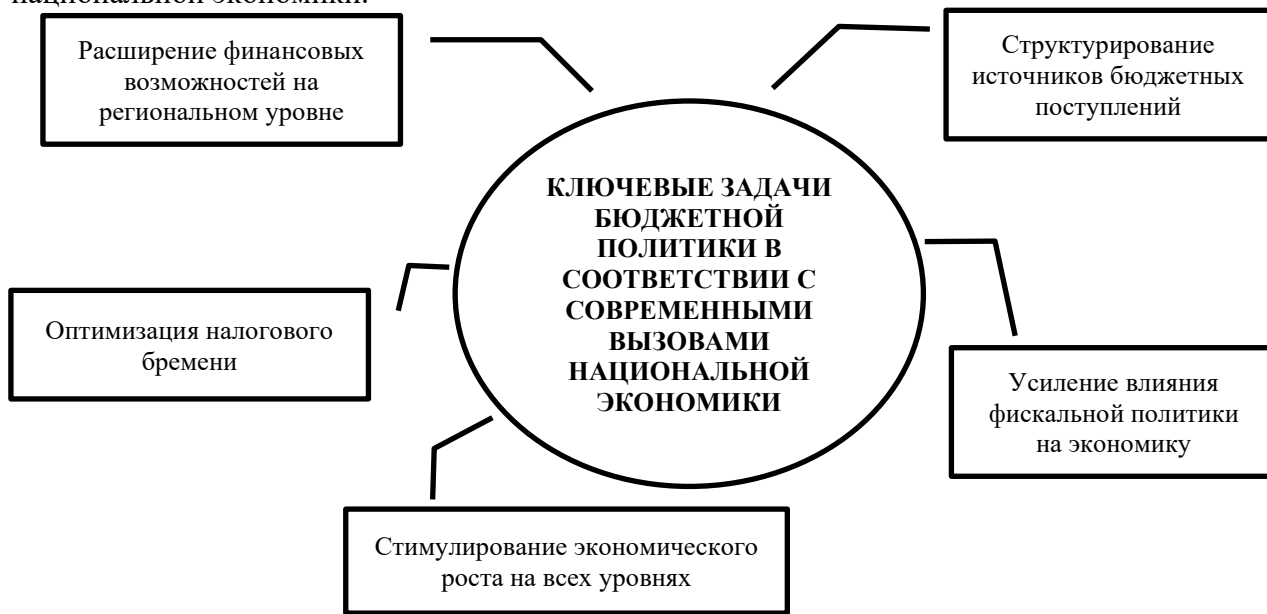 национальной экономики.
Расширение финансовых
возможностей на
региональном уровне
Структурирование
источников бюджетных
поступлений
КЛЮЧЕВЫЕ ЗАДАЧИ
БЮДЖЕТНОЙ
ПОЛИТИКИ В
СООТВЕТСТВИИ С
СОВРЕМЕННЫМИ
ВЫЗОВАМИ
НАЦИОНАЛЬНОЙ
ЭКОНОМИКИ
Оптимизация налогового
бремени
Усиление влияния
фискальной политики
на экономику
Стимулирование экономического
роста на всех уровнях